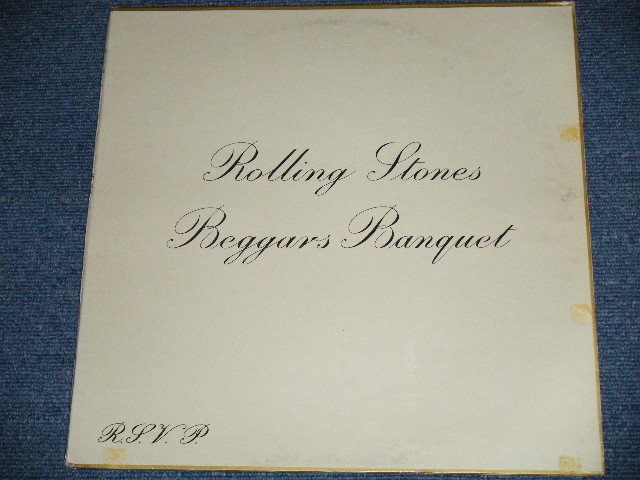 Rolling Stones
Beggars Banquet
R.S.V.P.